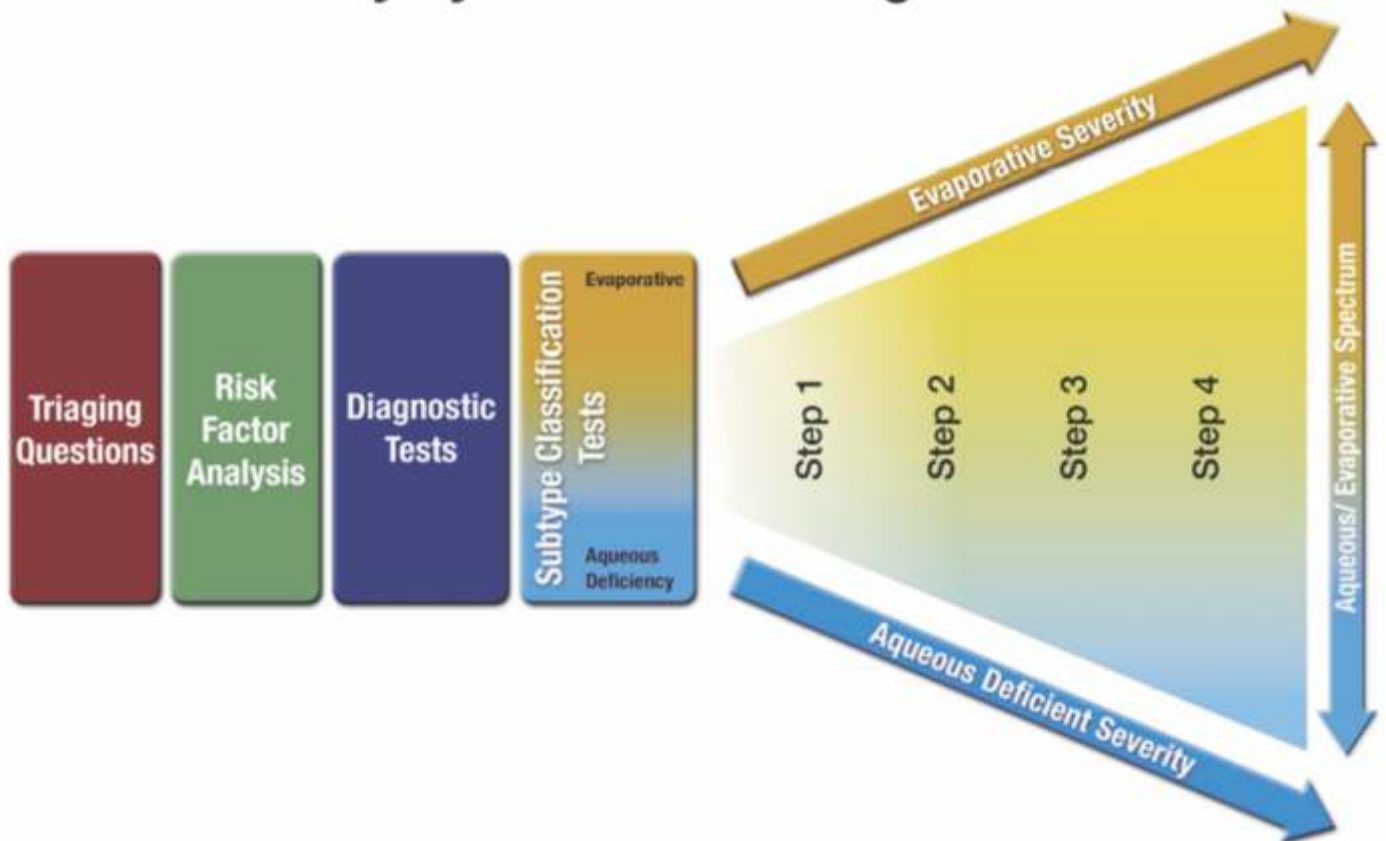 Triaging
Questions
Risk
Factor
Analysis
Diagnostic
Tests
Subtype Classification
Tests
Evaporative
Aqueous
Deficiency
Evaporative Severity
Step 1
Step 2
Step 3
Step 4
Aqueous Deficient Severity
Aqueous/ Evaporative Spectrum